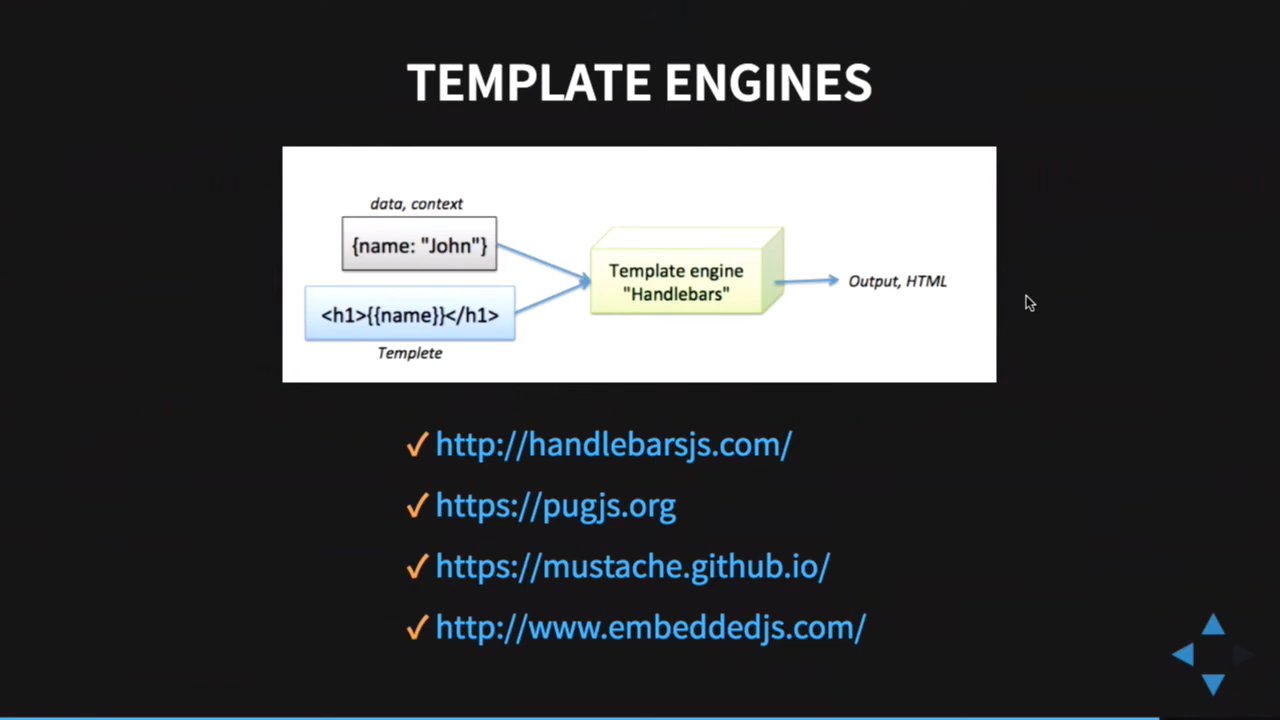 TEMPLATE ENGINES
data, context
{name: "John"}
<h1>{{name}}</h1>
Templete
Template engine
"Handlebars"
Output, HTML
✓ http://handlebarsjs.com/
✓ https://pugjs.org
✓ https://mustache.github.io/
✓ http://www.embeddedjs.com/